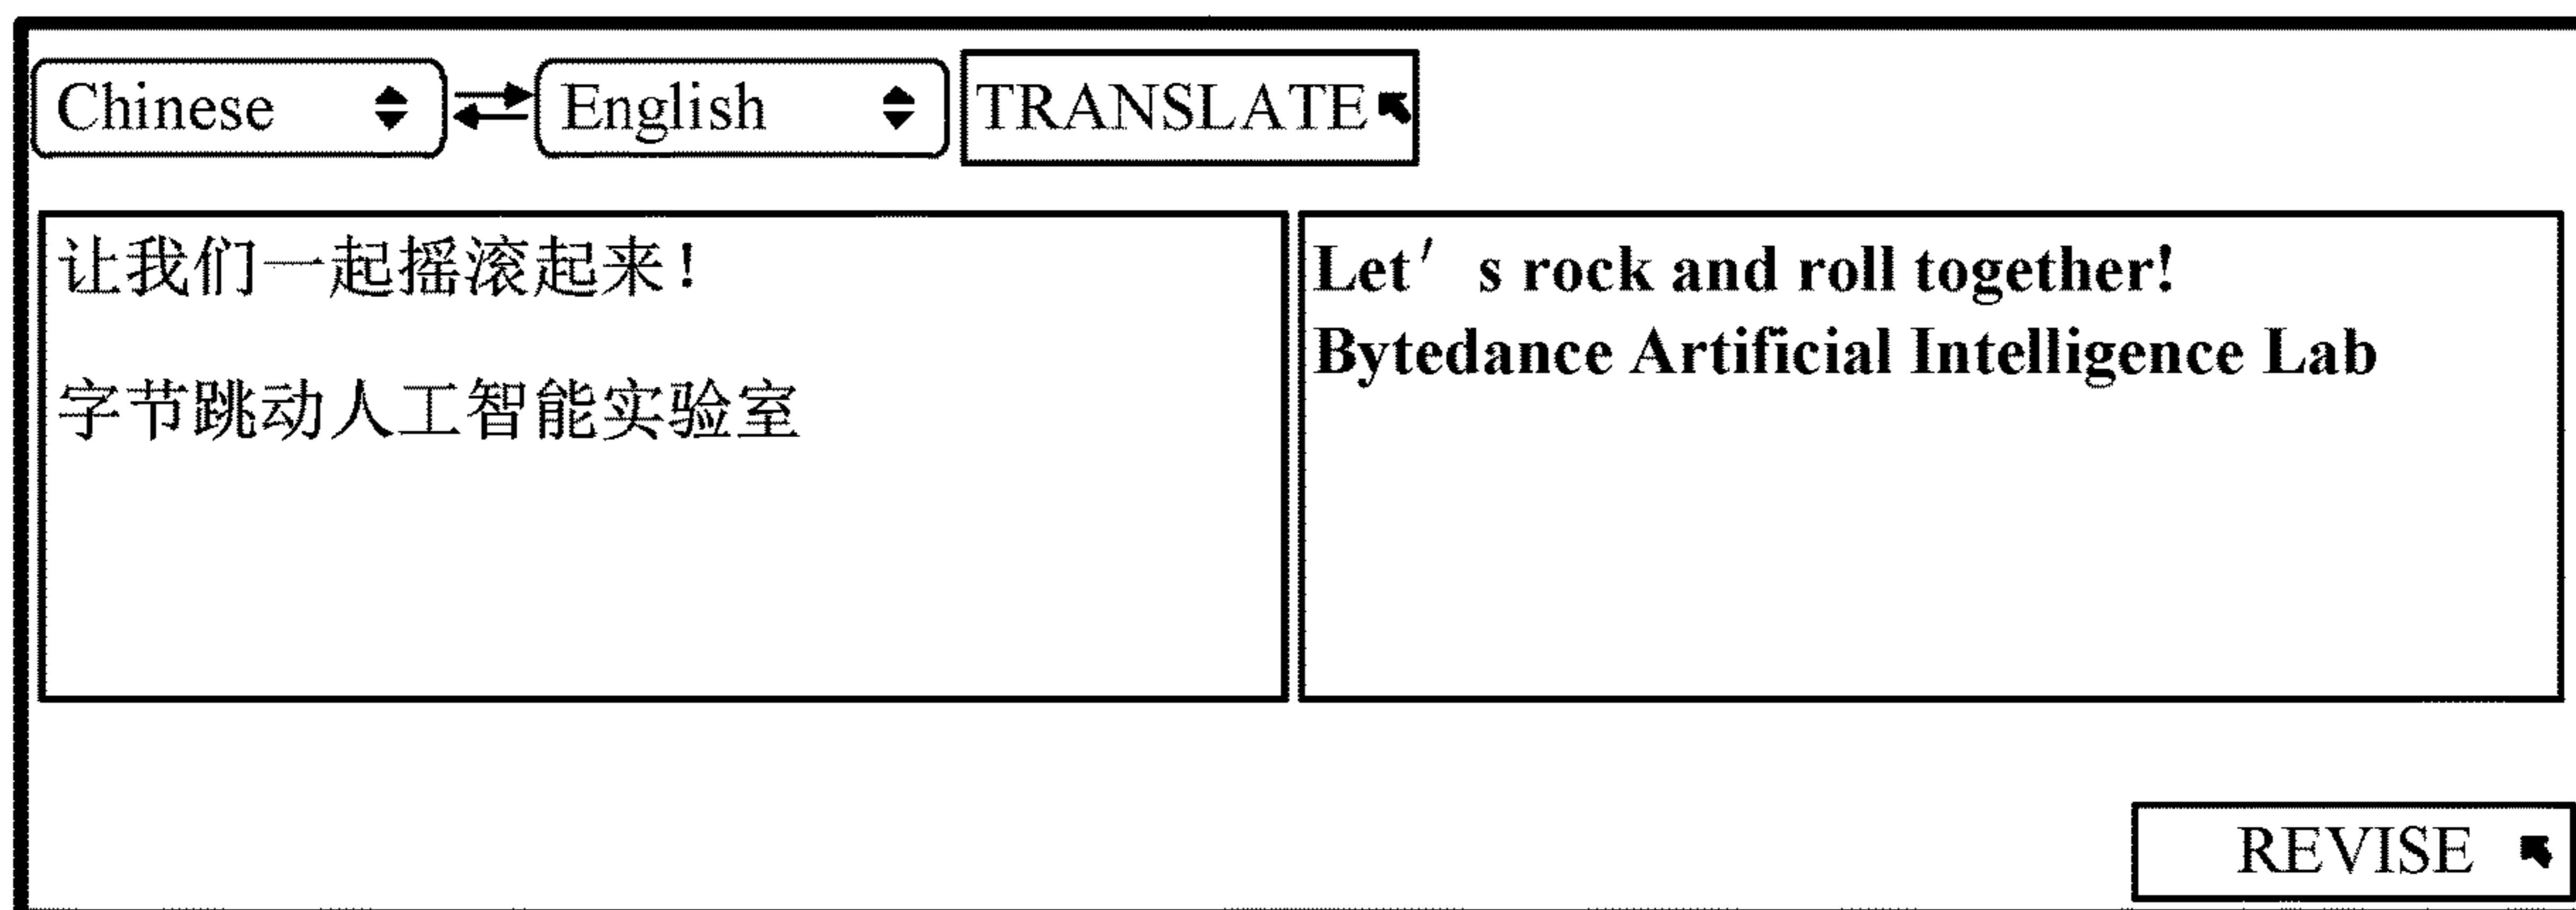 Chinese English TRANSLATE
让我们一起摇滚起来！
字节跳动人工智能实验室
Let's rock and roll together!
Bytedance Artificial Intelligence Lab
REVISE